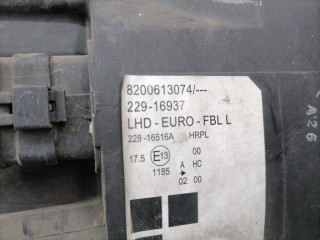 8200613074/---
229-16937
LHD - EURO - FBL L
228-16516A HRPL
17.5 E13 00
A HC
1185 02 00
A26